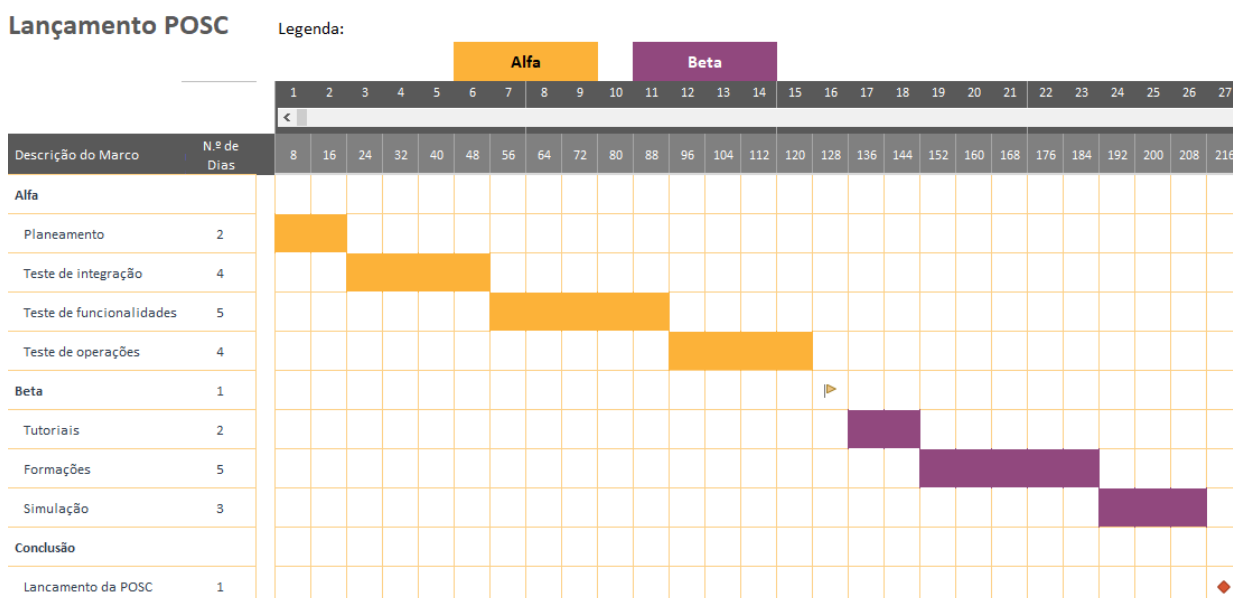 Lançamento POSC
Legenda:
Alfa Beta
1 2 3 4 5 6 7 8 9 10 11 12 13 14 15 16 17 18 19 20 21 22 23 24 25 26 27
Descrição do Marco N.º de Dias 8 16 24 32 40 48 56 64 72 80 88 96 104 112 120 128 136 144 152 160 168 176 184 192 200 208 216
Alfa
Planeamento 2
Teste de integração 4
Teste de funcionalidades 5
Teste de operações 4
Beta 1
Tutoriais 2
Formações 5
Simulação 3
Conclusão
Lancamento da POSC 1